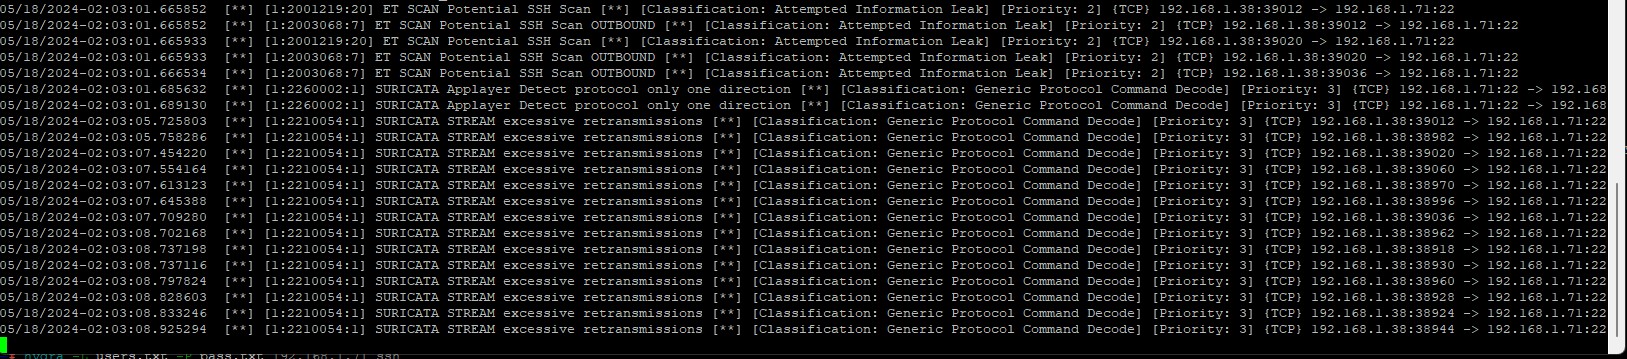 05/18/2024-02:03:01.665852  [**] [1:2001219:20] ET SCAN Potential SSH Scan [**] [Classification: Attempted Information Leak] [Priority: 2] {TCP} 192.168.1.38:39012 -> 192.168.1.71:22
05/18/2024-02:03:01.665852  [**] [1:2003068:7] ET SCAN Potential SSH Scan OUTBOUND [**] [Classification: Attempted Information Leak] [Priority: 2] {TCP} 192.168.1.38:39012 -> 192.168.1.71:22
05/18/2024-02:03:01.665933  [**] [1:2001219:20] ET SCAN Potential SSH Scan [**] [Classification: Attempted Information Leak] [Priority: 2] {TCP} 192.168.1.38:39020 -> 192.168.1.71:22
05/18/2024-02:03:01.665933  [**] [1:2003068:7] ET SCAN Potential SSH Scan OUTBOUND [**] [Classification: Attempted Information Leak] [Priority: 2] {TCP} 192.168.1.38:39020 -> 192.168.1.71:22
05/18/2024-02:03:01.666534  [**] [1:2003068:7] ET SCAN Potential SSH Scan OUTBOUND [**] [Classification: Attempted Information Leak] [Priority: 2] {TCP} 192.168.1.38:39036 -> 192.168.1.71:22
05/18/2024-02:03:01.685632  [**] [1:2260002:1] SURICATA Applayer Detect protocol only one direction [**] [Classification: Generic Protocol Command Decode] [Priority: 3] {TCP} 192.168.1.71:22 -> 192.168
05/18/2024-02:03:01.689130  [**] [1:2260002:1] SURICATA Applayer Detect protocol only one direction [**] [Classification: Generic Protocol Command Decode] [Priority: 3] {TCP} 192.168.1.71:22 -> 192.168
05/18/2024-02:03:05.725803  [**] [1:2210054:1] SURICATA STREAM excessive retransmissions [**] [Classification: Generic Protocol Command Decode] [Priority: 3] {TCP} 192.168.1.38:39012 -> 192.168.1.71:22
05/18/2024-02:03:05.758286  [**] [1:2210054:1] SURICATA STREAM excessive retransmissions [**] [Classification: Generic Protocol Command Decode] [Priority: 3] {TCP} 192.168.1.38:38982 -> 192.168.1.71:22
05/18/2024-02:03:07.454220  [**] [1:2210054:1] SURICATA STREAM excessive retransmissions [**] [Classification: Generic Protocol Command Decode] [Priority: 3] {TCP} 192.168.1.38:39020 -> 192.168.1.71:22
05/18/2024-02:03:07.554164  [**] [1:2210054:1] SURICATA STREAM excessive retransmissions [**] [Classification: Generic Protocol Command Decode] [Priority: 3] {TCP} 192.168.1.38:39060 -> 192.168.1.71:22
05/18/2024-02:03:07.613123  [**] [1:2210054:1] SURICATA STREAM excessive retransmissions [**] [Classification: Generic Protocol Command Decode] [Priority: 3] {TCP} 192.168.1.38:38970 -> 192.168.1.71:22
05/18/2024-02:03:07.645388  [**] [1:2210054:1] SURICATA STREAM excessive retransmissions [**] [Classification: Generic Protocol Command Decode] [Priority: 3] {TCP} 192.168.1.38:38996 -> 192.168.1.71:22
05/18/2024-02:03:07.709280  [**] [1:2210054:1] SURICATA STREAM excessive retransmissions [**] [Classification: Generic Protocol Command Decode] [Priority: 3] {TCP} 192.168.1.38:39036 -> 192.168.1.71:22
05/18/2024-02:03:08.702168  [**] [1:2210054:1] SURICATA STREAM excessive retransmissions [**] [Classification: Generic Protocol Command Decode] [Priority: 3] {TCP} 192.168.1.38:38962 -> 192.168.1.71:22
05/18/2024-02:03:08.737198  [**] [1:2210054:1] SURICATA STREAM excessive retransmissions [**] [Classification: Generic Protocol Command Decode] [Priority: 3] {TCP} 192.168.1.38:38918 -> 192.168.1.71:22
05/18/2024-02:03:08.737116  [**] [1:2210054:1] SURICATA STREAM excessive retransmissions [**] [Classification: Generic Protocol Command Decode] [Priority: 3] {TCP} 192.168.1.38:38930 -> 192.168.1.71:22
05/18/2024-02:03:08.797824  [**] [1:2210054:1] SURICATA STREAM excessive retransmissions [**] [Classification: Generic Protocol Command Decode] [Priority: 3] {TCP} 192.168.1.38:38960 -> 192.168.1.71:22
05/18/2024-02:03:08.828603  [**] [1:2210054:1] SURICATA STREAM excessive retransmissions [**] [Classification: Generic Protocol Command Decode] [Priority: 3] {TCP} 192.168.1.38:38928 -> 192.168.1.71:22
05/18/2024-02:03:08.833246  [**] [1:2210054:1] SURICATA STREAM excessive retransmissions [**] [Classification: Generic Protocol Command Decode] [Priority: 3] {TCP} 192.168.1.38:38924 -> 192.168.1.71:22
05/18/2024-02:03:08.925294  [**] [1:2210054:1] SURICATA STREAM excessive retransmissions [**] [Classification: Generic Protocol Command Decode] [Priority: 3] {TCP} 192.168.1.38:38944 -> 192.168.1.71:22
hydra -L users.txt -P pass.txt 192.168.1.71 ssh